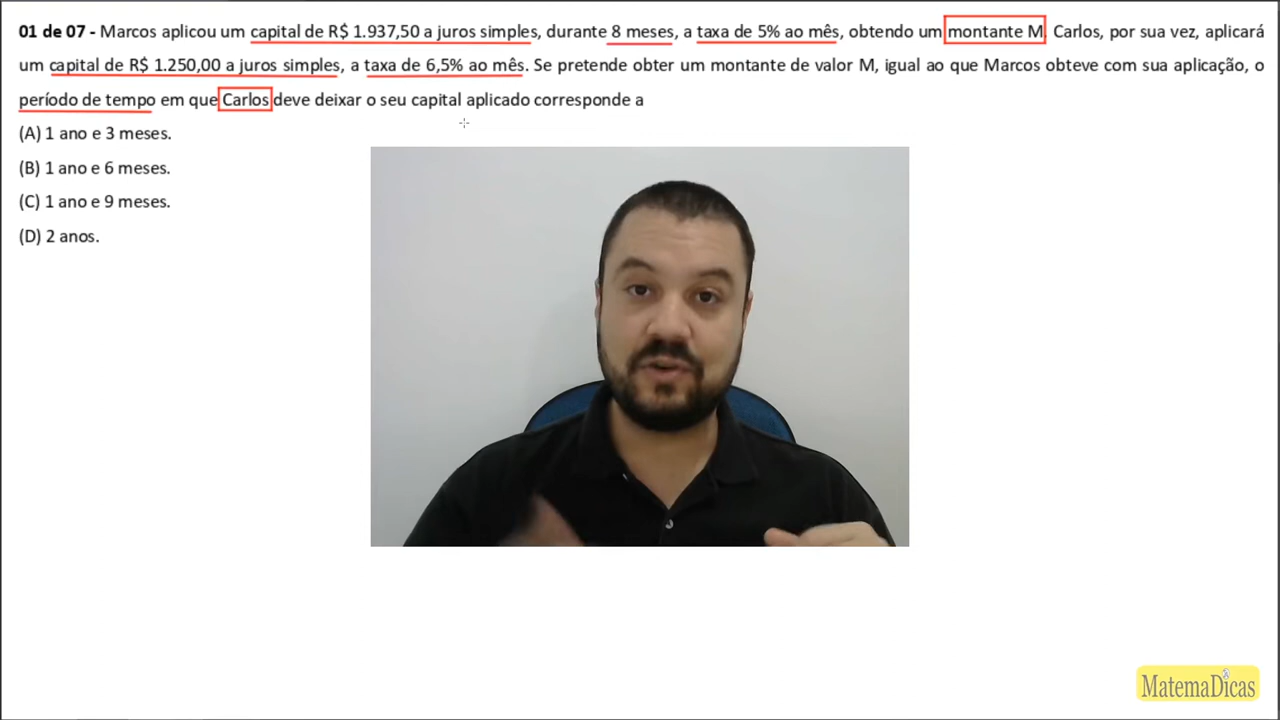 01 de 07 - Marcos aplicou um capital de R$ 1.937,50 a juros simples, durante 8 meses, a taxa de 5% ao mês, obtendo um montante M. Carlos, por sua vez, aplicará
um capital de R$ 1.250,00 a juros simples, a taxa de 6,5% ao mês. Se pretende obter um montante de valor M, igual ao que Marcos obteve com sua aplicação, o
período de tempo em que Carlos deve deixar o seu capital aplicado corresponde a
(A) 1 ano e 3 meses.
(B) 1 ano e 6 meses.
(C) 1 ano e 9 meses.
(D) 2 anos.
MatemaDicas